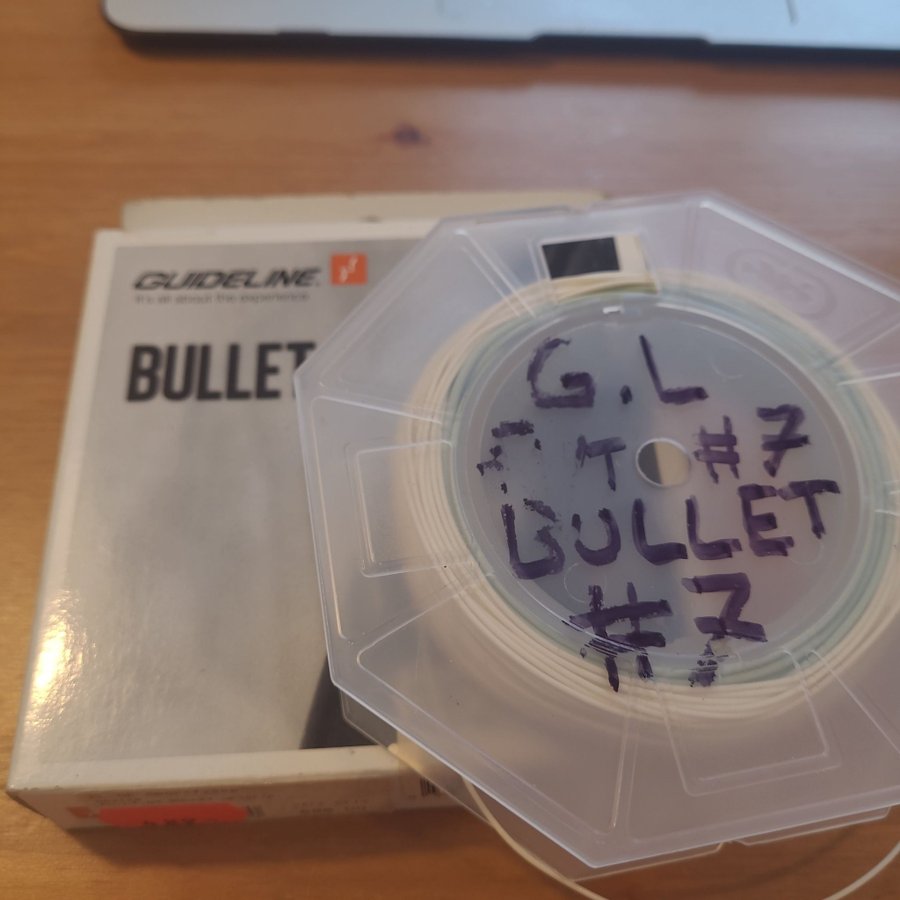 GUIDELINE
It's all about the experience
BULLET
G.L
T #7
BULLET
#7